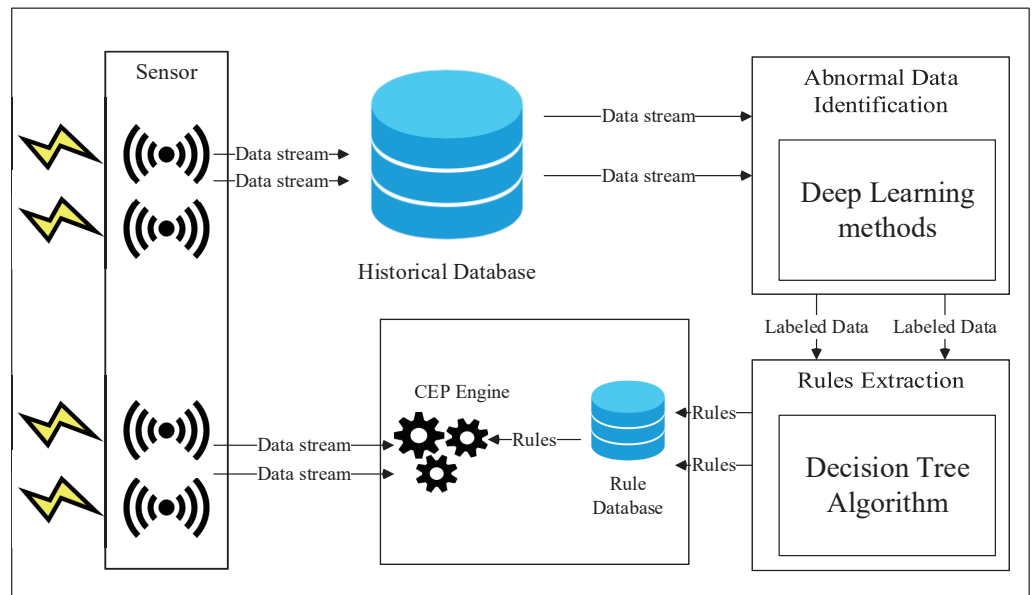 Sensor
Data stream
Data stream
Historical Database
Data stream
Data stream
Abnormal Data
Identification
Deep Learning
methods
Labeled Data
Labeled Data
Rules Extraction
Decision Tree
Algorithm
Rules
Rules
Rule
Database
Rules
CEP Engine
Data stream
Data stream